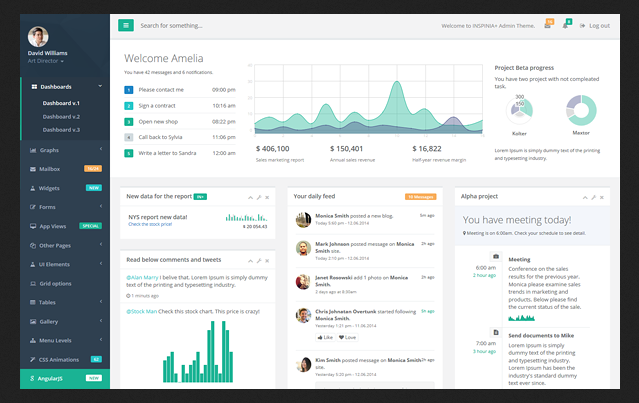 David Williams
Art Director
Dashboards
Dashboard v.1
Dashboard v.2
Dashboard v.3
Graphs
Mailbox
Widgets
NEW
Forms
App Views
SPECIAL
Other Pages
UI Elements
Grid options
Tables
Gallery
Menu Levels
CSS Animations
62
AngularJS
NEW
Search for something...
Welcome to INSPINIA+ Admin Theme.
Log out
Welcome Amelia
You have 42 messages and 6 notifications.
1 Please contact me 09:00 pm
2 Sign a contract 10:16 am
3 Open new shop 08:22 pm
4 Call back to Sylvia 11:06 pm
5 Write a letter to Sandra 12:00 am
40
30
20
10
0
$ 406,100
Sales marketing report
$ 150,401
Annual sales revenue
$ 16,822
Half-year revenue margin
Project Beta progress
You have two project with not compleated
task.
300
150
Kolter
Maxtor
Lorem Ipsum is simply dummy text of the printing
and typesetting industry.
New data for the report IN+
NYS report new data!
Check the stock price!
$ 20 054.43
Read below comments and tweets
@Alan Marry I belive that. Lorem Ipsum is simply
dummy text of the printing and typesetting industry.
1 minuts ago
@Stock Man Check this stock chart. This price is crazy!
Your daily feed
10 Messages
Monica Smith posted a new blog. 5m ago
Today 5:60 pm - 12.06.2014
Mark Johnson posted message on Monica 2h ago
Smith site.
Today 2:10 pm - 12.06.2014
Janet Rosowski add 1 photo on Monica 2h ago
Smith.
2 days ago at 8:30am
Chris Johnatan Overtunk started following 5h ago
Monica Smith.
Yesterday 1:21 pm - 11.06.2014
Like
Love
Kim Smith posted message on Monica Smith 2h ago
site.
Yesterday 5:20 pm - 12.06.2014
Alpha project
You have meeting today!
Meeting is on 6:00am. Check your schedule to see detail.
6:00 am
2 hour ago
Meeting
Conference on the sales
results for the previous year.
Monica please examine sales
trends in marketing and
products. Below please find
the current status of the sale.
7:00 am
3 hour ago
Send documents to Mike
Lorem Ipsum is simply
dummy text of the printing
and typesetting industry.
Lorem Ipsum has been the
industry's standard dummy
text ever since.